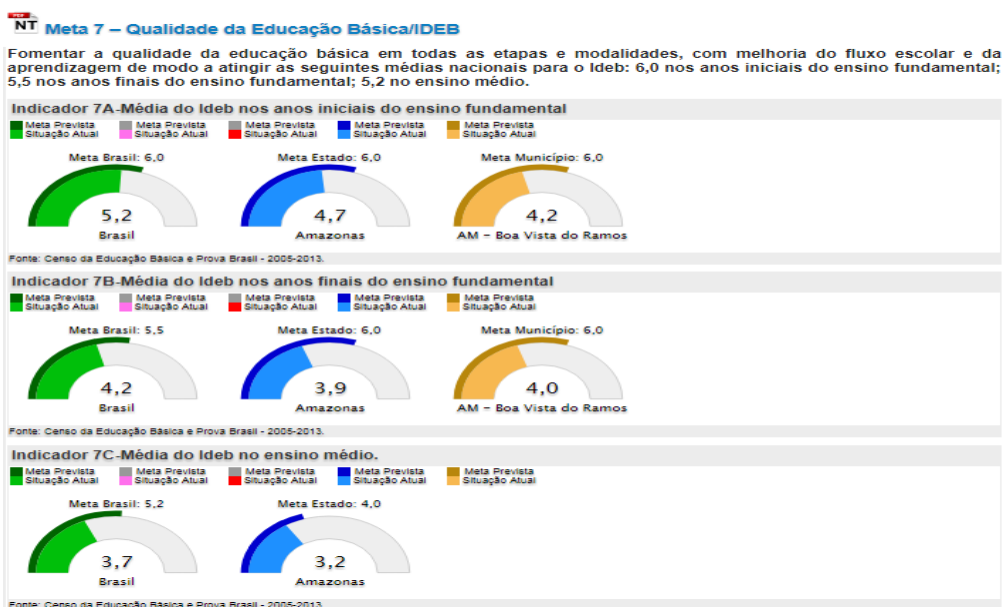 PDF
NT Meta 7 – Qualidade da Educação Básica/IDEB
Fomentar a qualidade da educação básica em todas as etapas e modalidades, com melhoria do fluxo escolar e da
aprendizagem de modo a atingir as seguintes médias nacionais para o Ideb: 6,0 nos anos iniciais do ensino fundamental;
5,5 nos anos finais do ensino fundamental; 5,2 no ensino médio.
Indicador 7A-Média do Ideb nos anos iniciais do ensino fundamental
Meta Prevista Meta Prevista Meta Prevista Meta Prevista Meta Prevista
Situação Atual Situação Atual Situação Atual Situação Atual Situação Atual
Meta Brasil: 6,0 Meta Estado: 6,0 Meta Município: 6,0
5,2 4,7 4,2
Brasil Amazonas AM – Boa Vista do Ramos
Fonte: Censo da Educação Básica e Prova Brasil - 2005-2013.
Indicador 7B-Média do Ideb nos anos finais do ensino fundamental
Meta Prevista Meta Prevista Meta Prevista Meta Prevista Meta Prevista
Situação Atual Situação Atual Situação Atual Situação Atual Situação Atual
Meta Brasil: 5,5 Meta Estado: 6,0 Meta Município: 6,0
4,2 3,9 4,0
Brasil Amazonas AM – Boa Vista do Ramos
Fonte: Censo da Educação Básica e Prova Brasil - 2005-2013.
Indicador 7C-Média do Ideb no ensino médio.
Meta Prevista Meta Prevista Meta Prevista Meta Prevista Meta Prevista
Situação Atual Situação Atual Situação Atual Situação Atual Situação Atual
Meta Brasil: 5,2 Meta Estado: 4,0
3,7 3,2
Brasil Amazonas
Fonte: Censo da Educação Básica e Prova Brasil - 2005-2013.